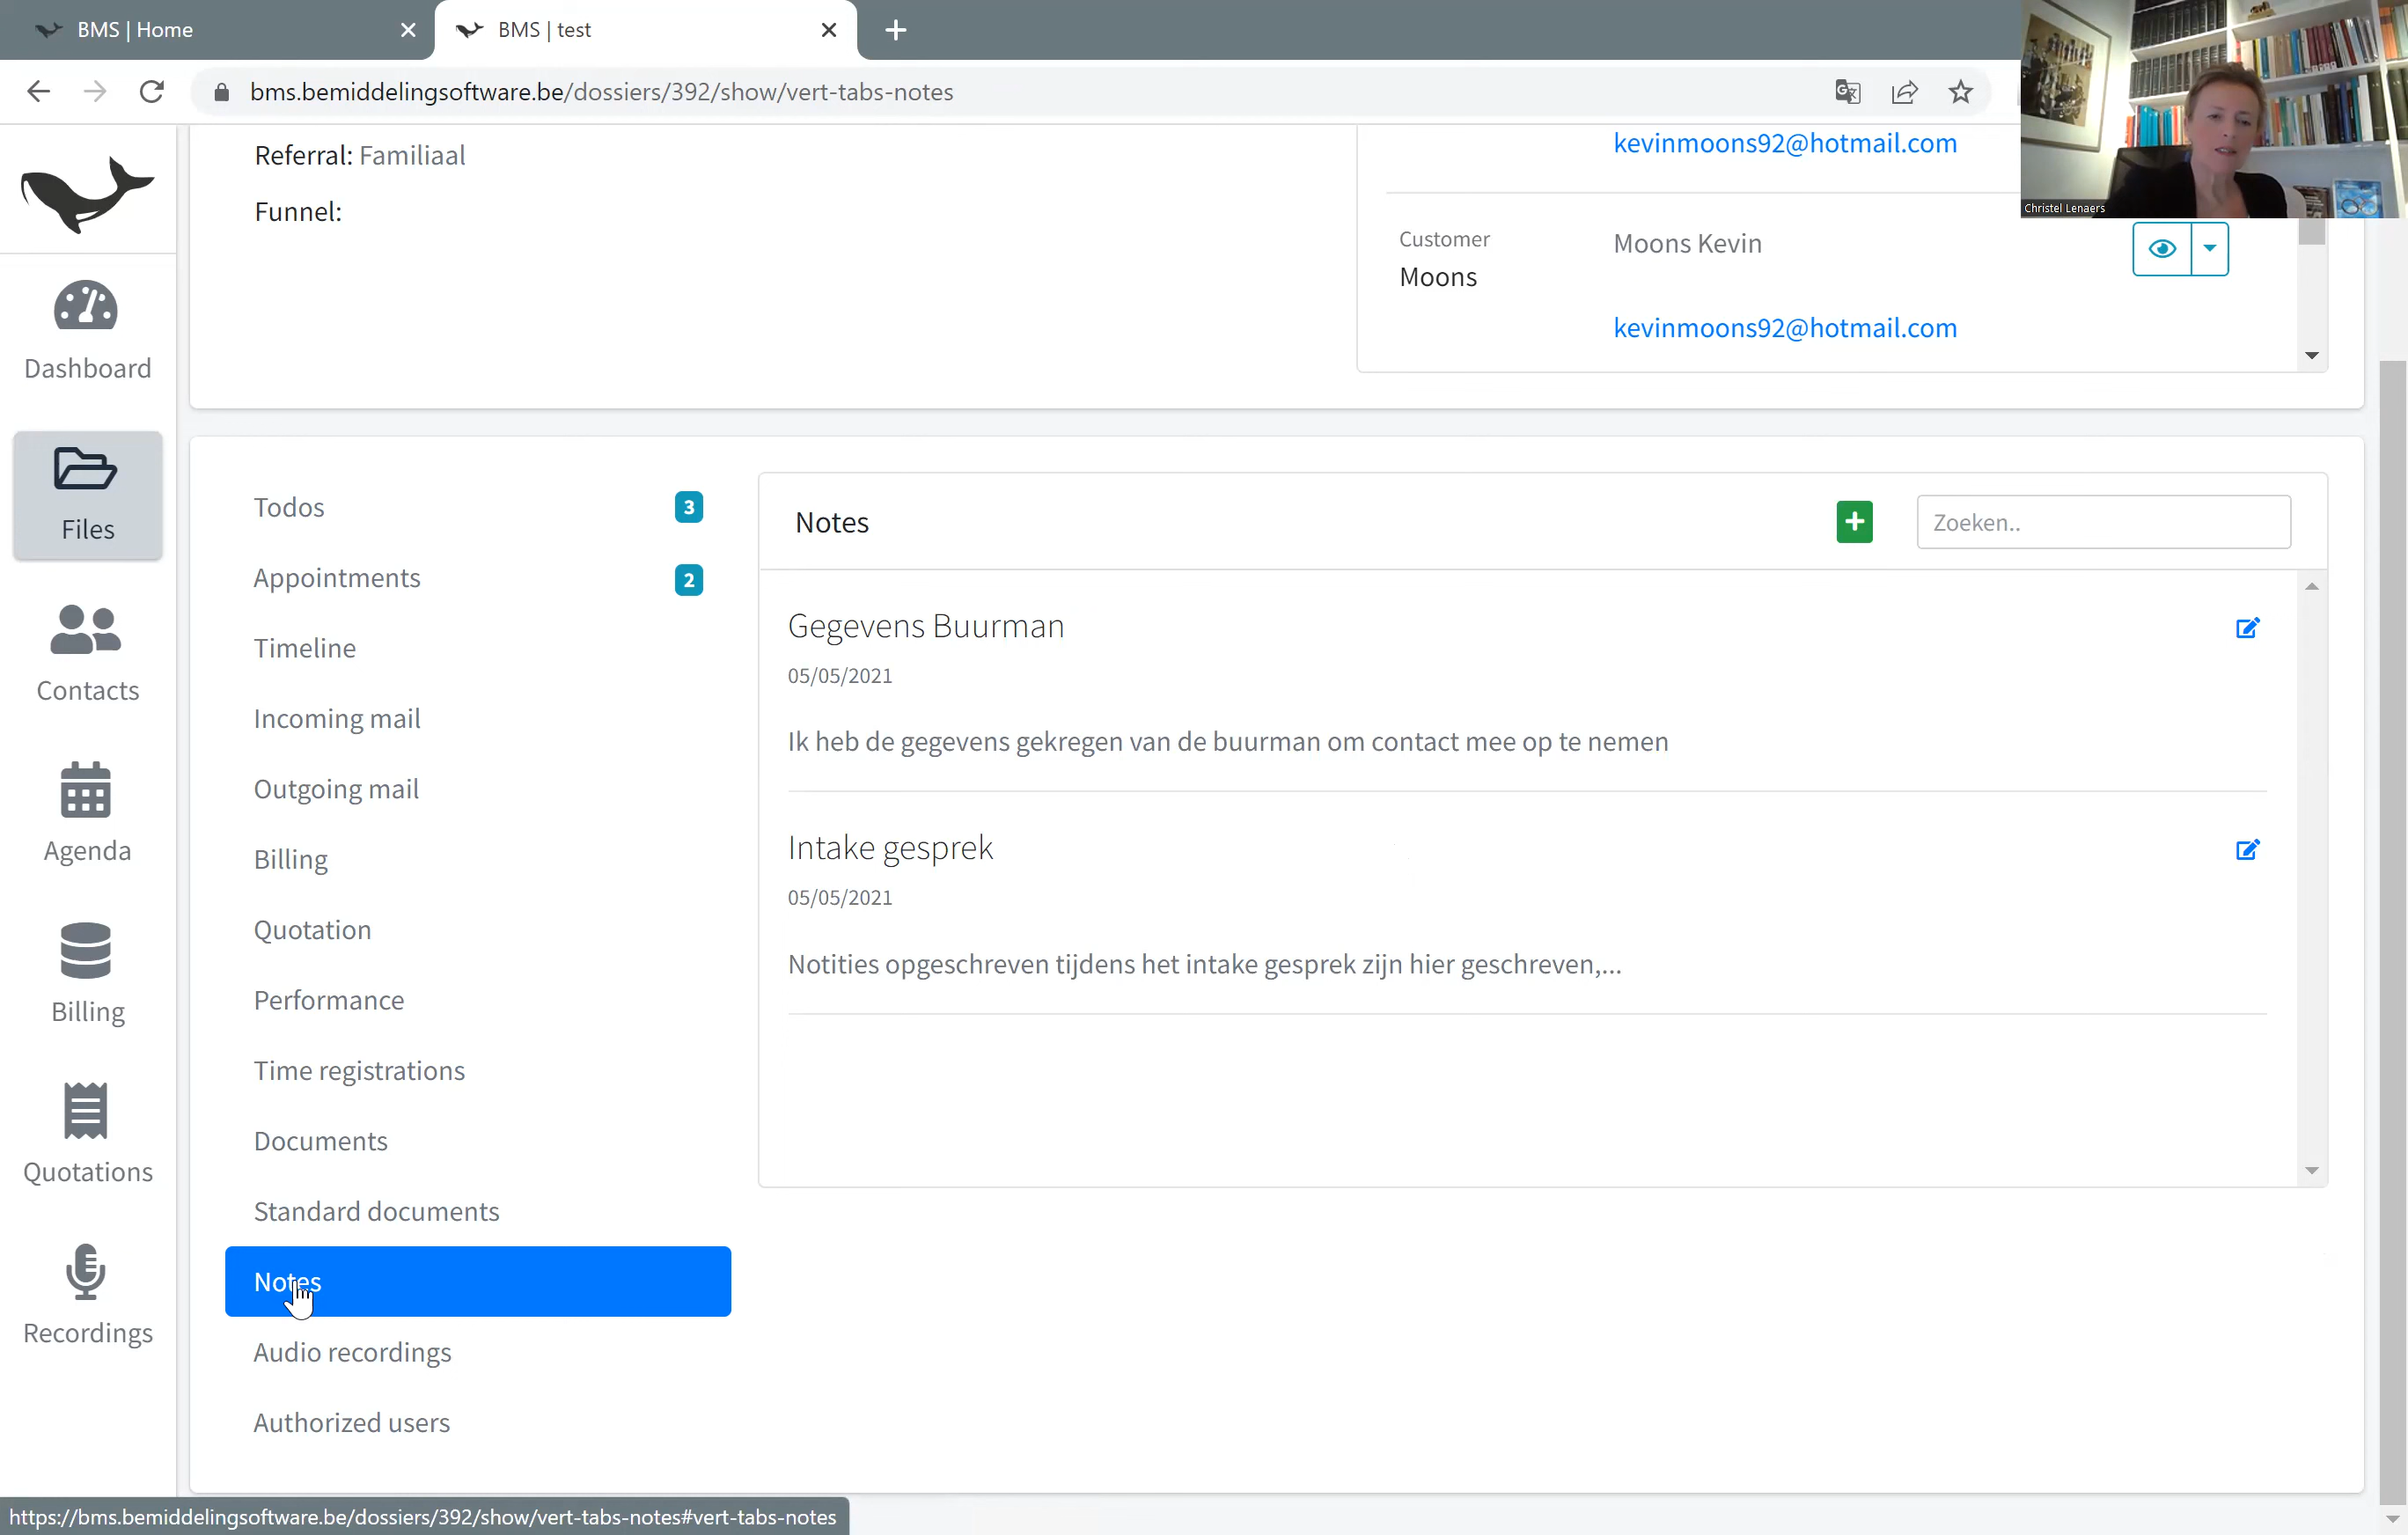 BMS | Home
BMS | test
bms.bemiddelingsoftware.be/dossiers/392/show/vert-tabs-notes
Christel Lenaers
Referral: Familiaal
Funnel:
kevinmoons92@hotmail.com
Customer
Moons
Moons Kevin
kevinmoons92@hotmail.com
Dashboard
Files
Contacts
Agenda
Billing
Quotations
Recordings
Todos 3
Appointments 2
Timeline
Incoming mail
Outgoing mail
Billing
Quotation
Performance
Time registrations
Documents
Standard documents
Notes
Audio recordings
Authorized users
Notes
Zoeken..
Gegevens Buurman
05/05/2021
Ik heb de gegevens gekregen van de buurman om contact mee op te nemen
Intake gesprek
05/05/2021
Notities opgeschreven tijdens het intake gesprek zijn hier geschreven,...
https://bms.bemiddelingsoftware.be/dossiers/392/show/vert-tabs-notes#vert-tabs-notes